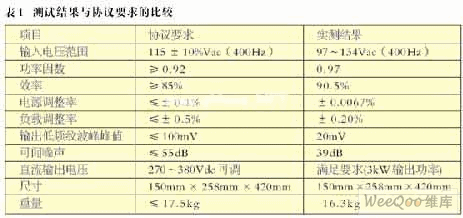 表1 测试结果与协议要求的比较
项目 协议要求 实测结果
输入电压范围 115 ± 10%Vac (400Hz) 97~134Vac (400Hz)
功率因数 ≥0.92 0.97
效率 ≥85% 90.5%
电源调整率 ≤± 0.1% ± 0.0067%
负载调整率 ≤± 0.5% ± 0.20%
输出低频纹波峰峰值 ≤100mV 20mV
可闻噪声 ≤55dB 39dB
直流输出电压 270~380Vdc可调 满足要求(3kW输出功率)
尺寸 150mm×258mm×420mm 150mm×258mm×420mm
重量 ≤17.5kg 16.3kg
WeeQoo维库